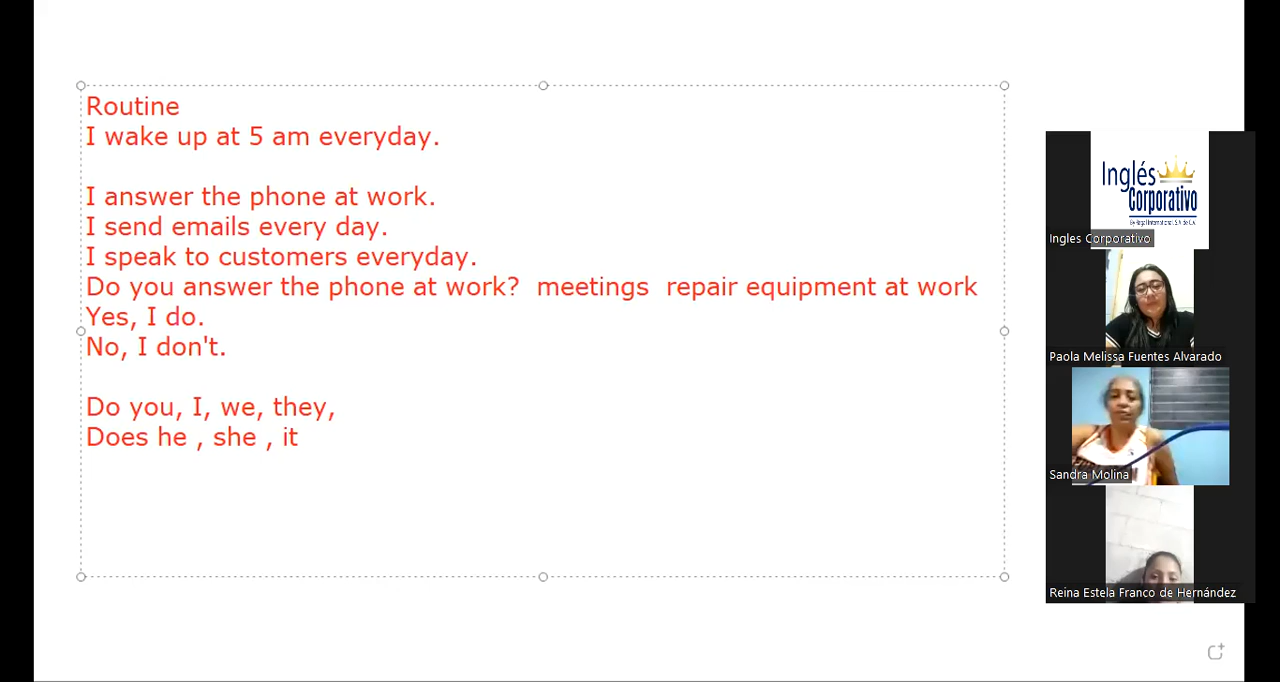 Routine
I wake up at 5 am everyday.
I answer the phone at work.
I send emails every day.
I speak to customers everyday.
Do you answer the phone at work?  meetings  repair equipment at work
Yes, I do.
No, I don't.
Do you, I, we, they,
Does he , she , it
Inglés
Corporativo
Ingles Corporativo
Paola Melissa Fuentes Alvarado
Sandra Molina
Reina Estela Franco de Hernández